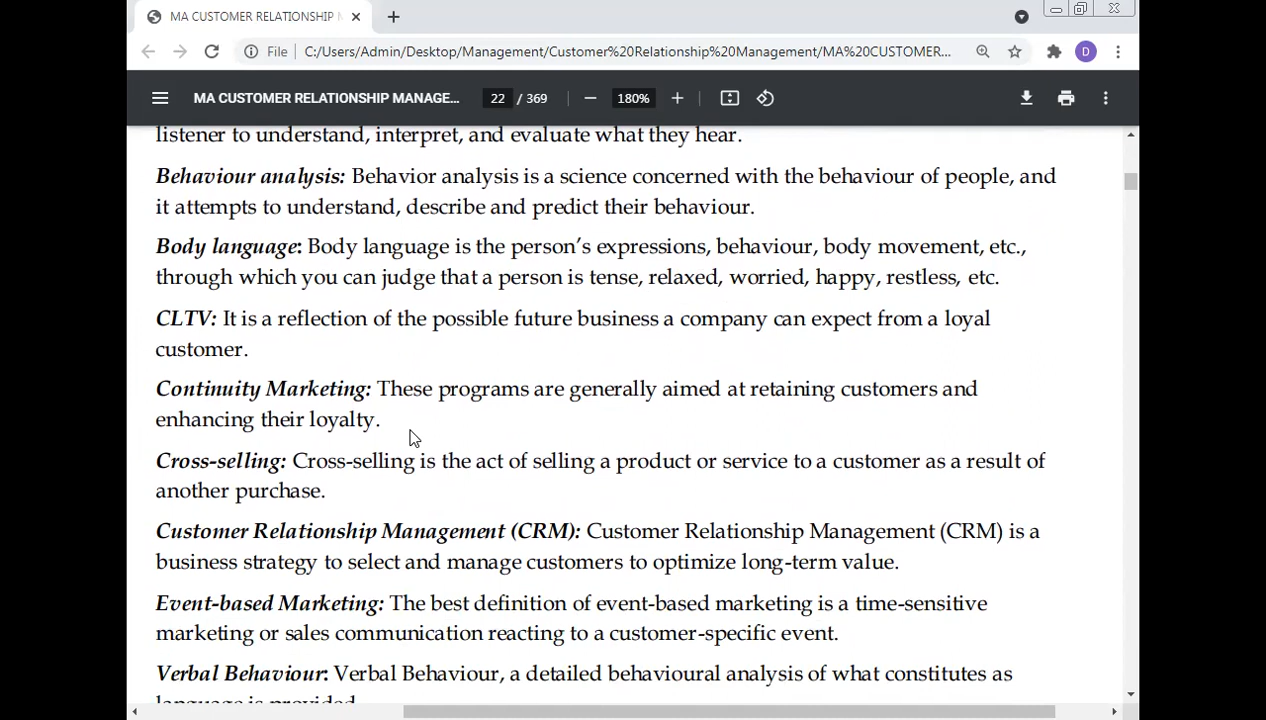 MA CUSTOMER RELATIONSHIP M
File C:/Users/Admin/Desktop/Management/Customer%20Relationship%20Management/MA%20CUSTOMER... D
MA CUSTOMER RELATIONSHIP MANAGE... 22 / 369 180%
listener to understand, interpret, and evaluate what they hear.
Behaviour analysis: Behavior analysis is a science concerned with the behaviour of people, and
it attempts to understand, describe and predict their behaviour.
Body language: Body language is the person's expressions, behaviour, body movement, etc.,
through which you can judge that a person is tense, relaxed, worried, happy, restless, etc.
CLTV: It is a reflection of the possible future business a company can expect from a loyal
customer.
Continuity Marketing: These programs are generally aimed at retaining customers and
enhancing their loyalty.
Cross-selling: Cross-selling is the act of selling a product or service to a customer as a result of
another purchase.
Customer Relationship Management (CRM): Customer Relationship Management (CRM) is a
business strategy to select and manage customers to optimize long-term value.
Event-based Marketing: The best definition of event-based marketing is a time-sensitive
marketing or sales communication reacting to a customer-specific event.
Verbal Behaviour: Verbal Behaviour, a detailed behavioural analysis of what constitutes as
language is provided.